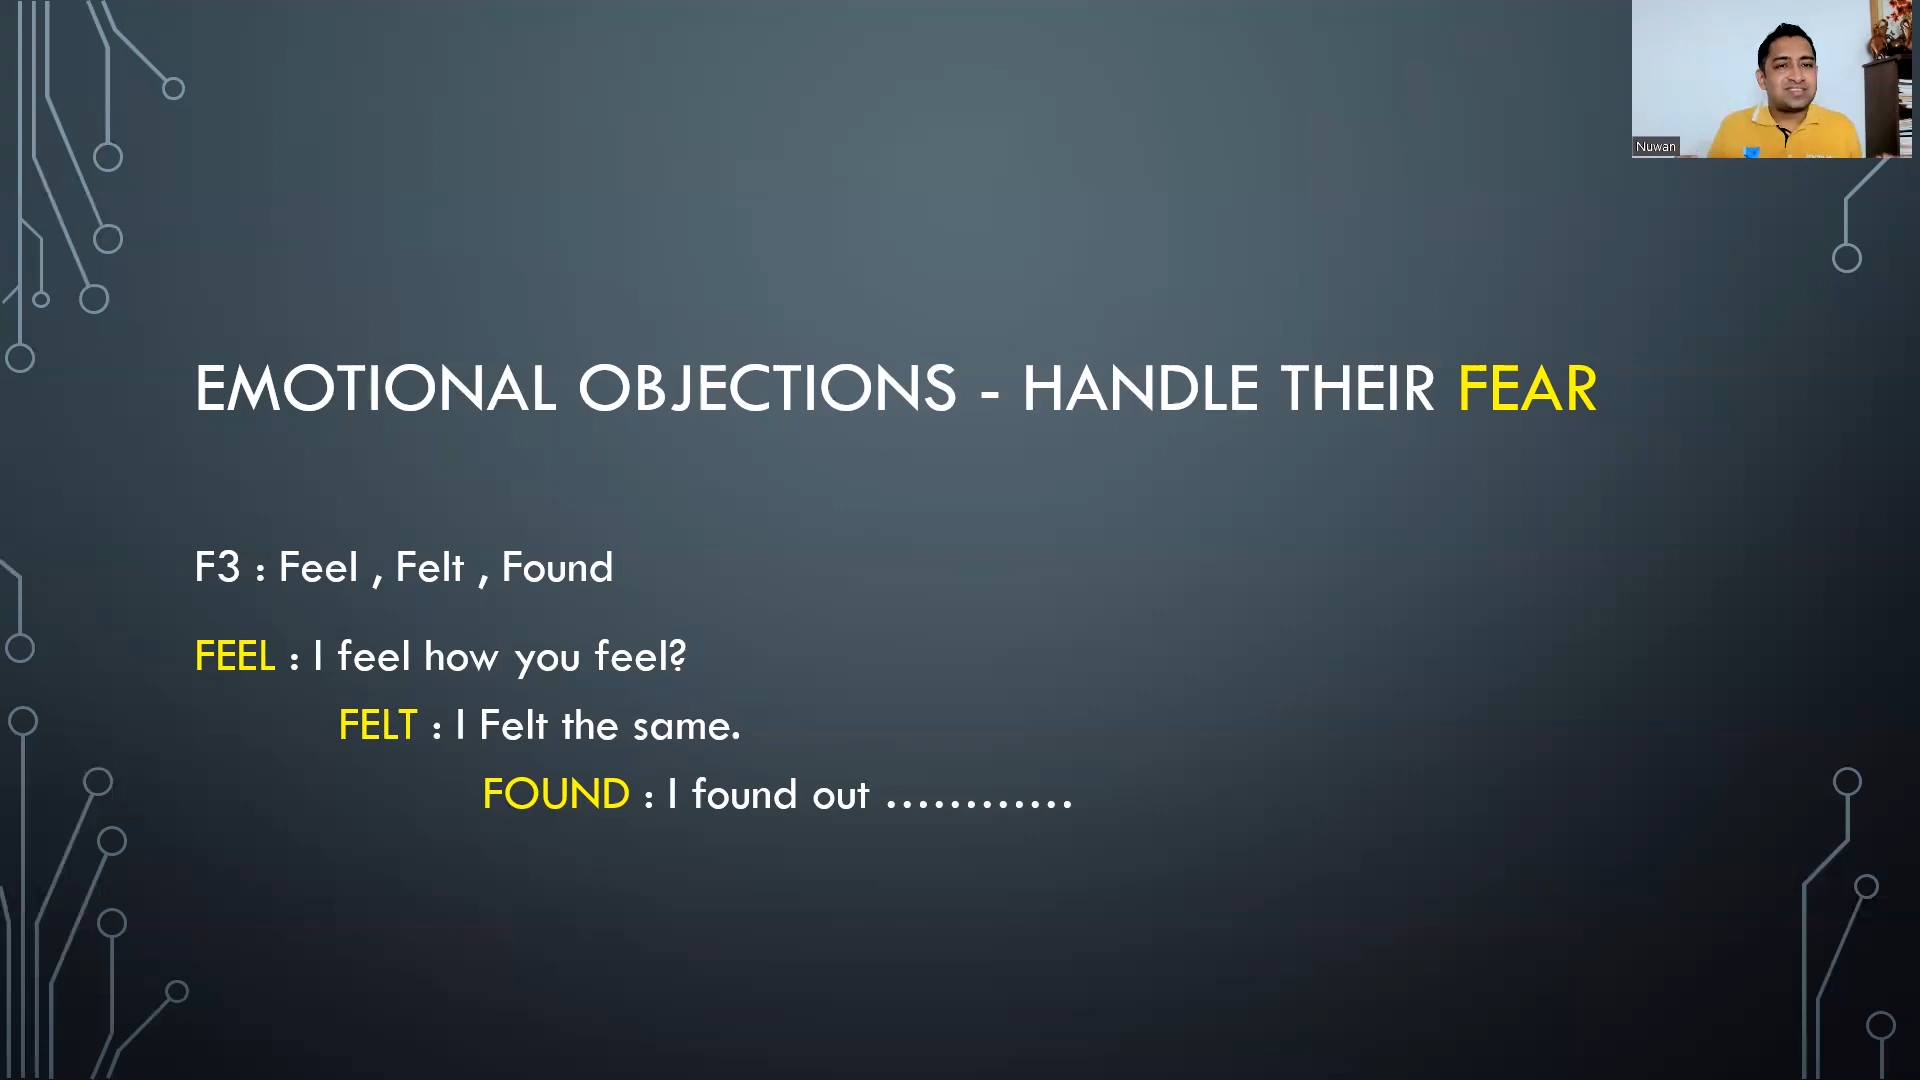 Nuwan
EMOTIONAL OBJECTIONS - HANDLE THEIR FEAR
F3 : Feel , Felt , Found
FEEL : I feel how you feel?
FELT : I Felt the same.
FOUND : I found out ............